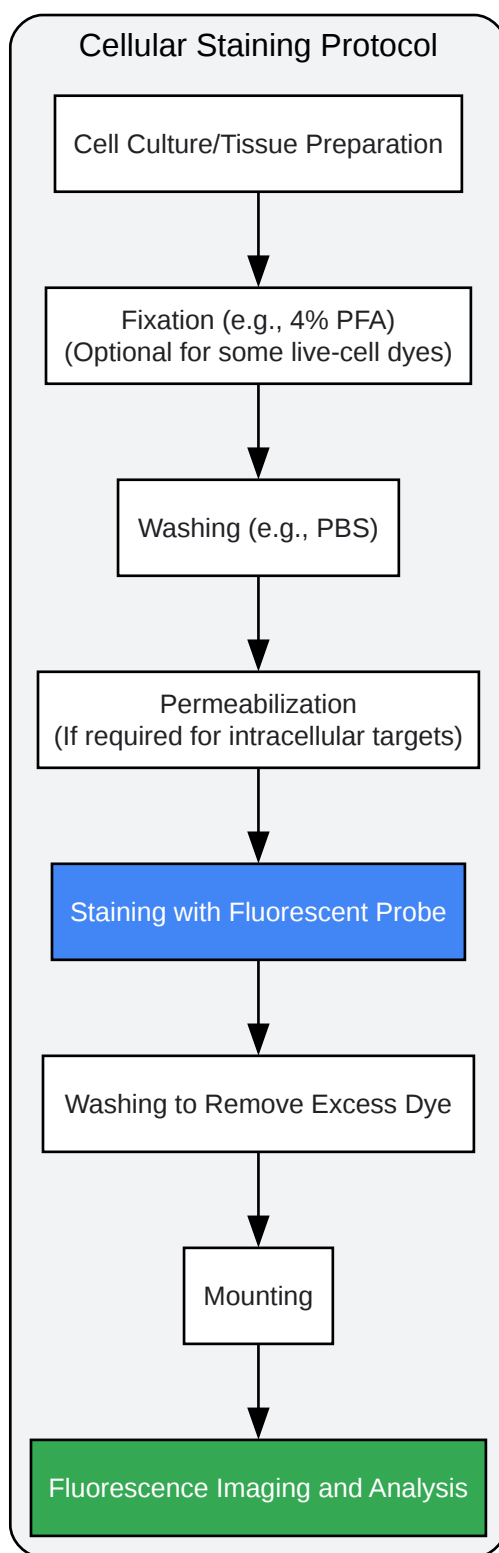 Cellular Staining Protocol
Cell Culture/Tissue Preparation
Fixation (e.g., 4% PFA)
(Optional for some live-cell dyes)
Washing (e.g., PBS)
Permeabilization
(If required for intracellular targets)
Staining with Fluorescent Probe
Washing to Remove Excess Dye
Mounting
Fluorescence Imaging and Analysis